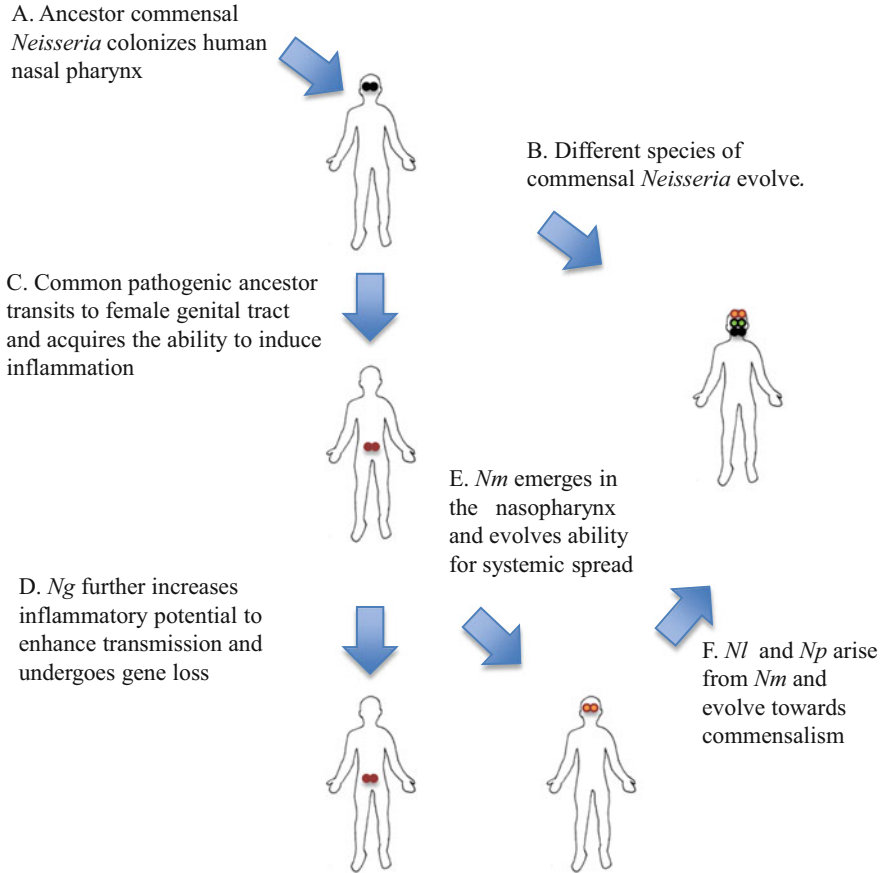 A. Ancestor commensal
Neisseria colonizes human
nasal pharynx
B. Different species of
commensal Neisseria evolve.
C. Common pathogenic ancestor
transits to female genital tract
and acquires the ability to induce
inflammation
D. Ng further increases
inflammatory potential to
enhance transmission and
undergoes gene loss
E. Nm emerges in
the nasopharynx
and evolves ability
for systemic spread
F. Nl and Np arise
from Nm and
evolve towards
commensalism